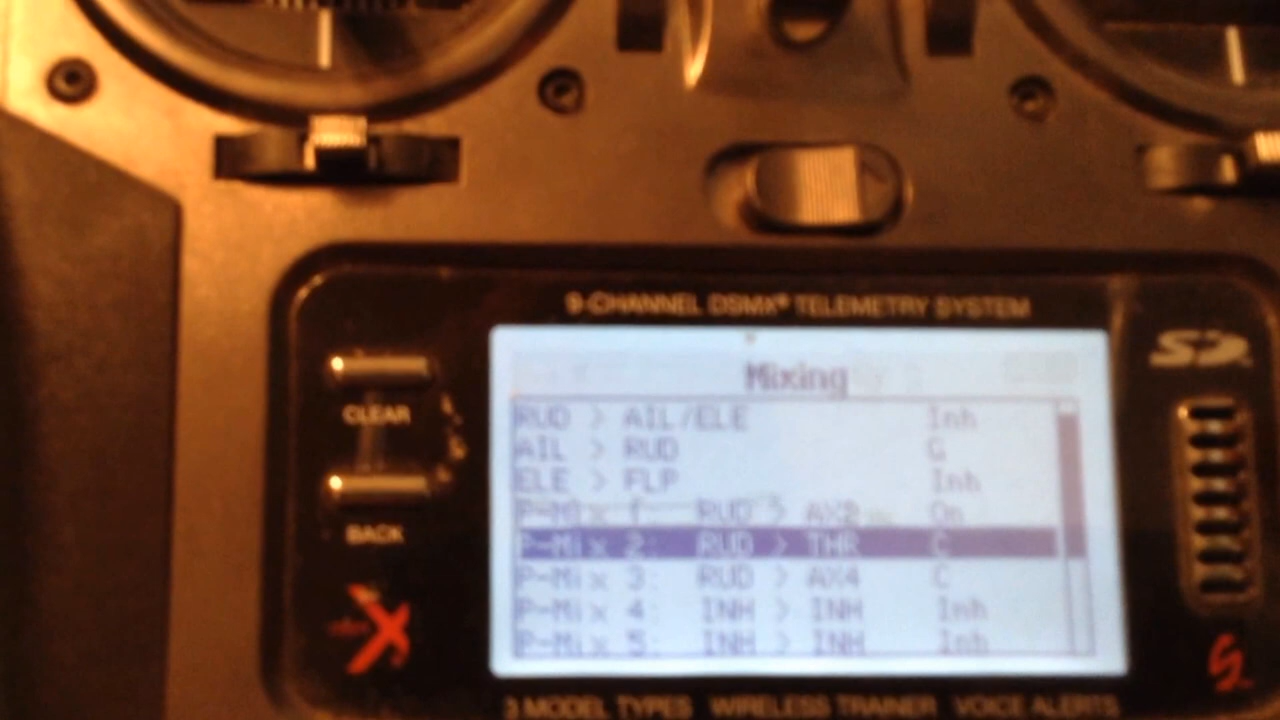 9-CHANNEL DSMX® TELEMETRY SYSTEM
Mixing
RUD > AIL/ELE Inh
AIL > RUD G
ELE > FLP Inh
P-Mix 1: RUD > AX2 On
P-Mix 2: RUD > THR C
P-Mix 3: RUD > AX4 C
P-Mix 4: INH > INH Inh
P-Mix 5: INH > INH Inh
CLEAR
BACK
X
SD
3 MODEL TYPES WIRELESS TRAINER VOICE ALERTS